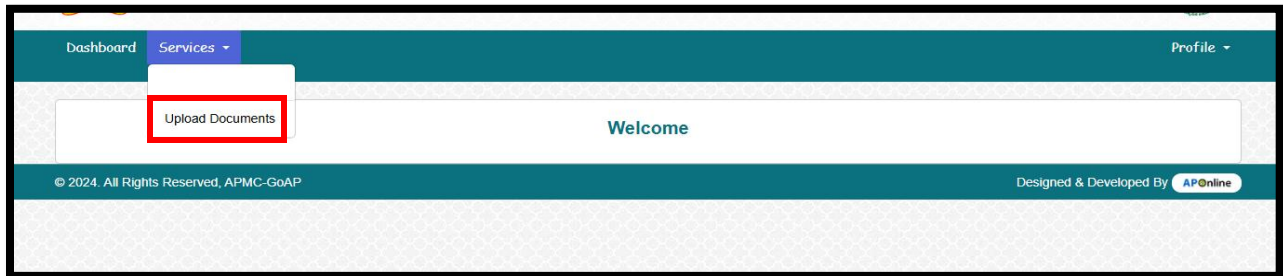 Dashboard Services Profile
Upload Documents
Welcome
© 2024. All Rights Reserved, APMC-GoAP Designed & Developed By APOnline